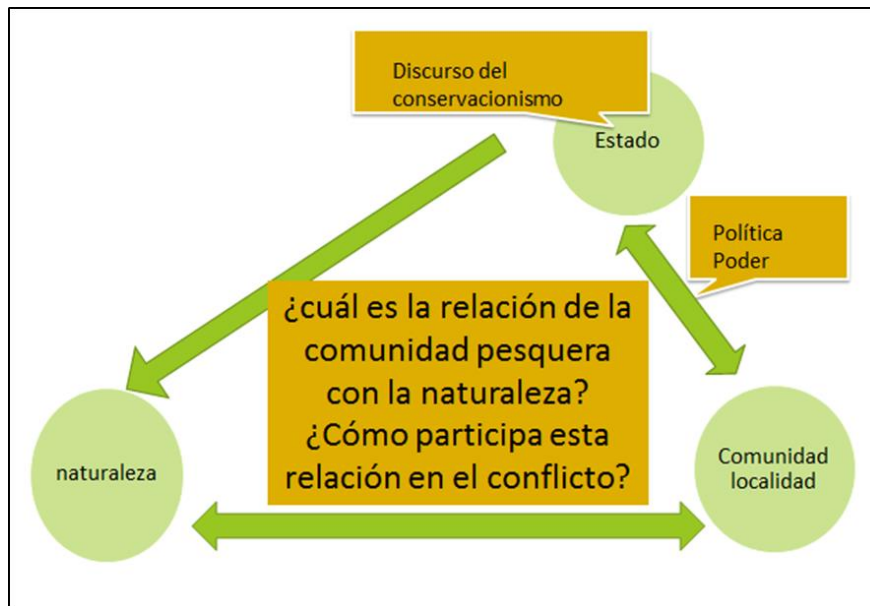 Discurso del
conservacionismo
Estado
Política
Poder
¿cuál es la relación de la
comunidad pesquera
con la naturaleza?
¿Cómo participa esta
relación en el conflicto?
naturaleza
Comunidad
localidad